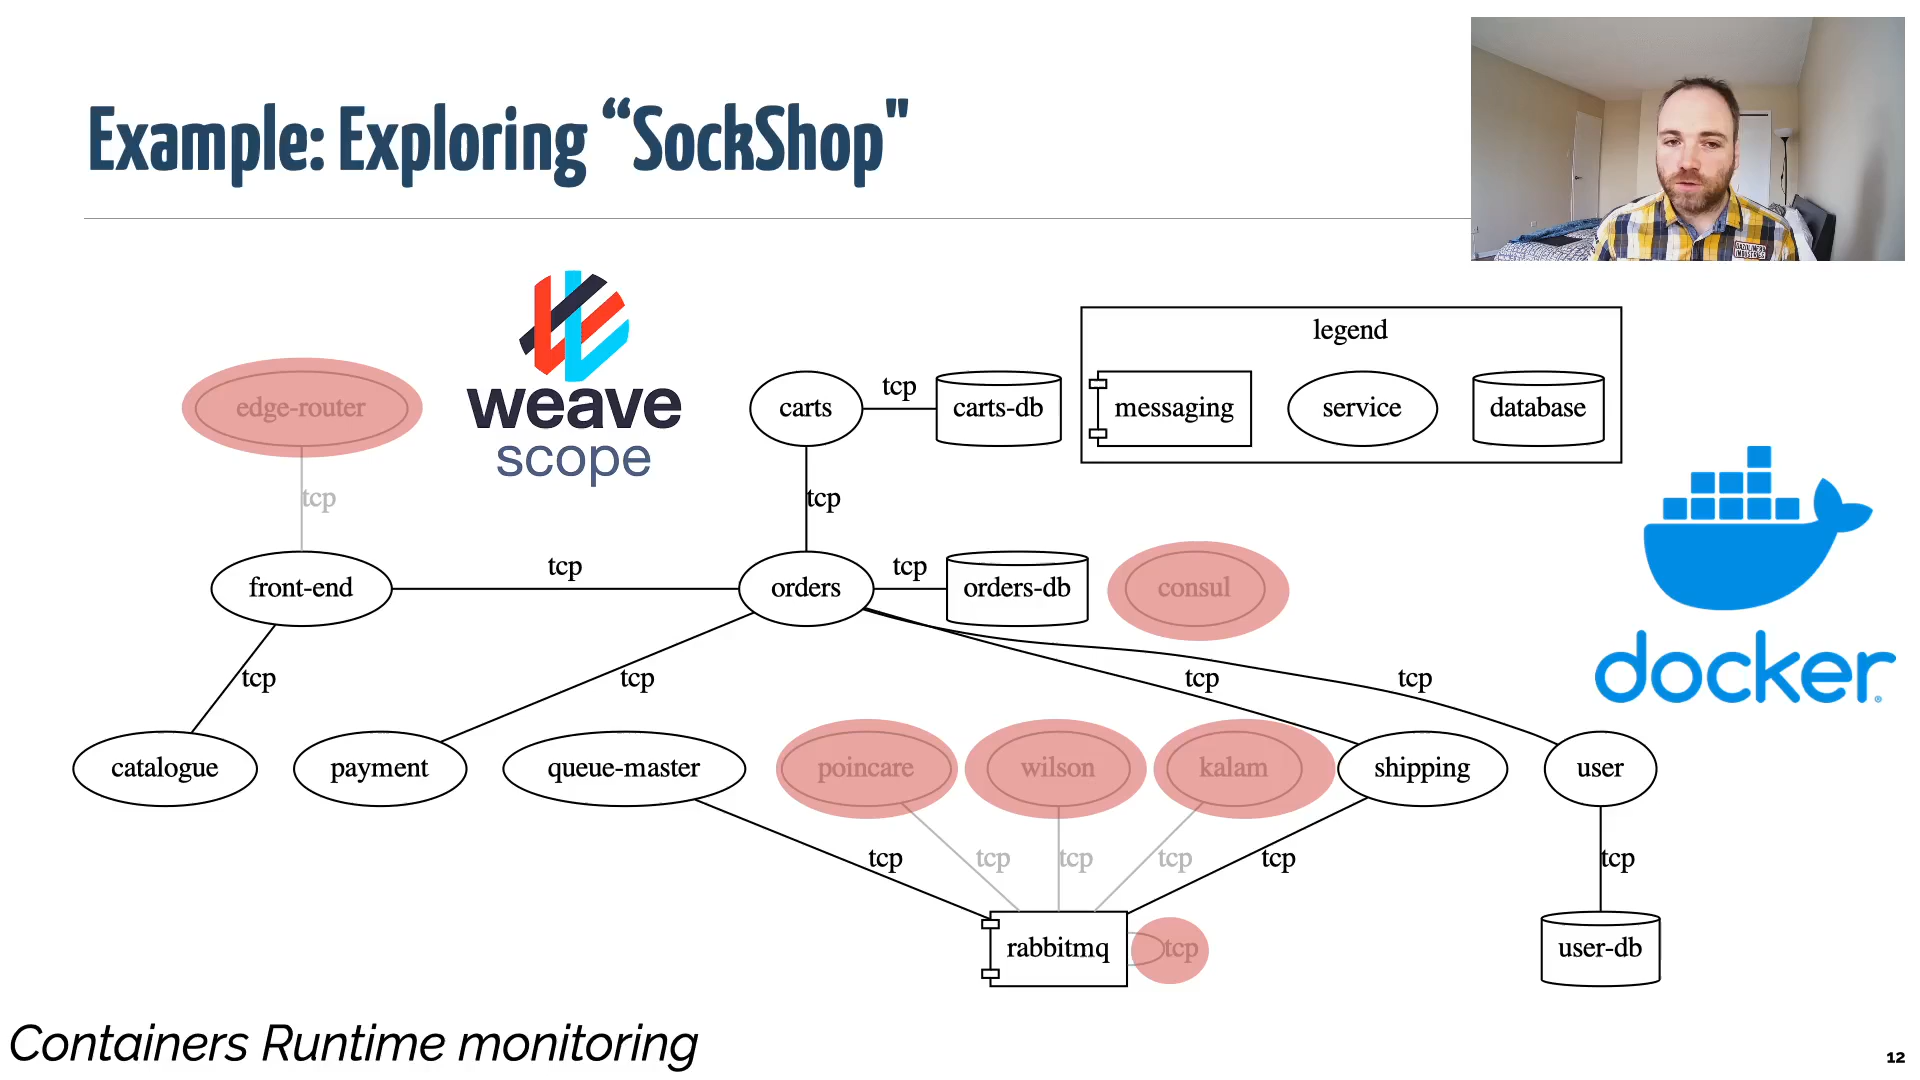 Example: Exploring “SockShop"
GAZOLINE
INDUSTRIES
weave
scope
legend
messaging
service
database
edge-router
carts
tcp
carts-db
tcp
tcp
front-end
tcp
orders
tcp
orders-db
consul
docker®
tcp
tcp
tcp
tcp
catalogue
payment
queue-master
poincare
wilson
kalam
shipping
user
tcp
tcp
tcp
tcp
tcp
tcp
rabbitmq
tcp
user-db
Containers Runtime monitoring
12